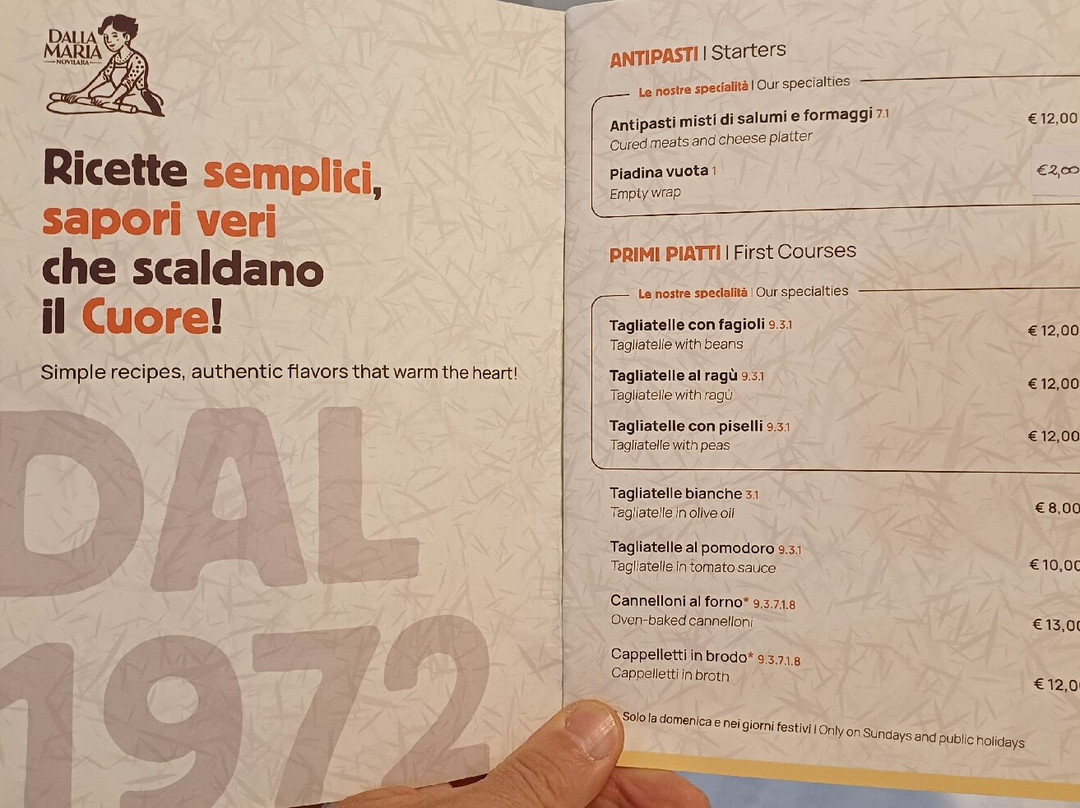 DALLA
MARIA
NOVILARA
Ricette semplici,
sapori veri
che scaldano
il Cuore!
Simple recipes, authentic flavors that warm the heart!
DAL
1972
ANTIPASTI | Starters
Le nostre specialità | Our specialties
Antipasti misti di salumi e formaggi 7.1 € 12,00
Cured meats and cheese platter
Piadina vuota 1 €2,00
Empty wrap
PRIMI PIATTI | First Courses
Le nostre specialità | Our specialties
Tagliatelle con fagioli 9.3.1 € 12,00
Tagliatelle with beans
Tagliatelle al ragù 9.3.1 € 12,00
Tagliatelle with ragù
Tagliatelle con piselli 9.3.1 € 12,00
Tagliatelle with peas
Tagliatelle bianche 3.1 € 8,00
Tagliatelle in olive oil
Tagliatelle al pomodoro 9.3.1 € 10,00
Tagliatelle in tomato sauce
Cannelloni al forno* 9.3.7.1.8 € 13,00
Oven-baked cannelloni
Cappelletti in brodo* 9.3.7.1.8 € 12,0
Cappelletti in broth
Solo la domenica e nei giorni festivi | Only on Sundays and public holidays